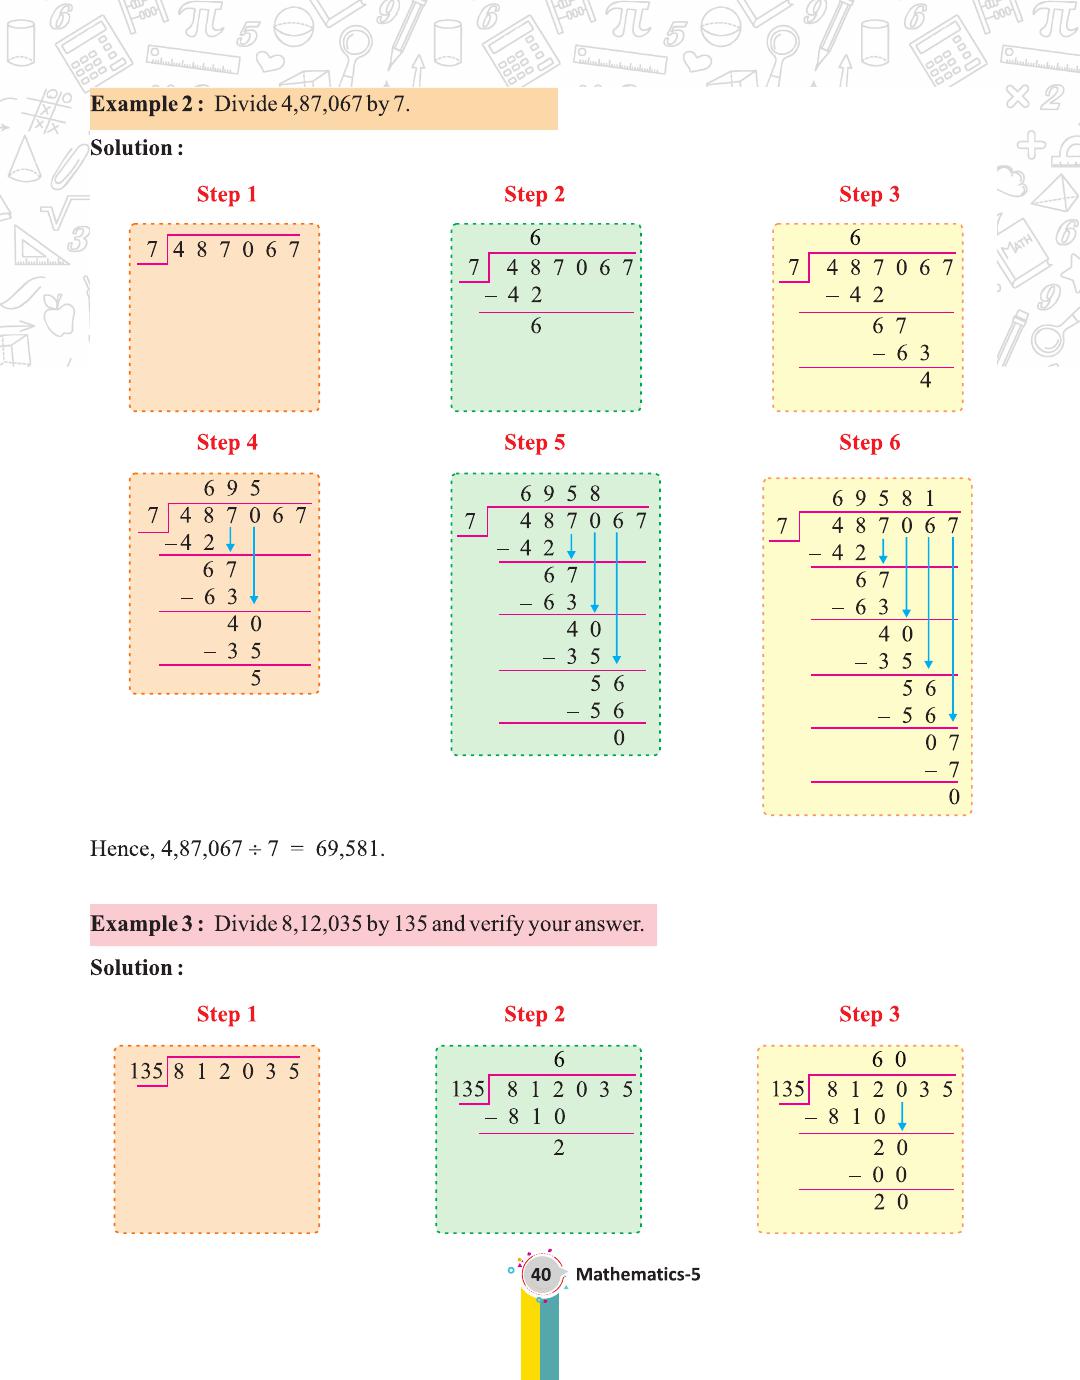 Example 2 : Divide 4,87,067 by 7.
Solution :
Step 1
7 4 8 7 0 6 7
Step 2
6
7 4 8 7 0 6 7
– 4 2
6
Step 3
6
7 4 8 7 0 6 7
– 4 2
6 7
– 6 3
4
Step 4
6 9 5
7 4 8 7 0 6 7
–4 2
6 7
– 6 3
4 0
– 3 5
5
Step 5
6 9 5 8
7 4 8 7 0 6 7
– 4 2
6 7
– 6 3
4 0
– 3 5
5 6
– 5 6
0
Step 6
6 9 5 8 1
7 4 8 7 0 6 7
– 4 2
6 7
– 6 3
4 0
– 3 5
5 6
– 5 6
0 7
– 7
0
Hence, 4,87,067 ÷ 7 = 69,581.
Example 3 : Divide 8,12,035 by 135 and verify your answer.
Solution :
Step 1
135 8 1 2 0 3 5
Step 2
6
135 8 1 2 0 3 5
– 8 1 0
2
Step 3
6 0
135 8 1 2 0 3 5
– 8 1 0
2 0
– 0 0
2 0
40 Mathematics-5